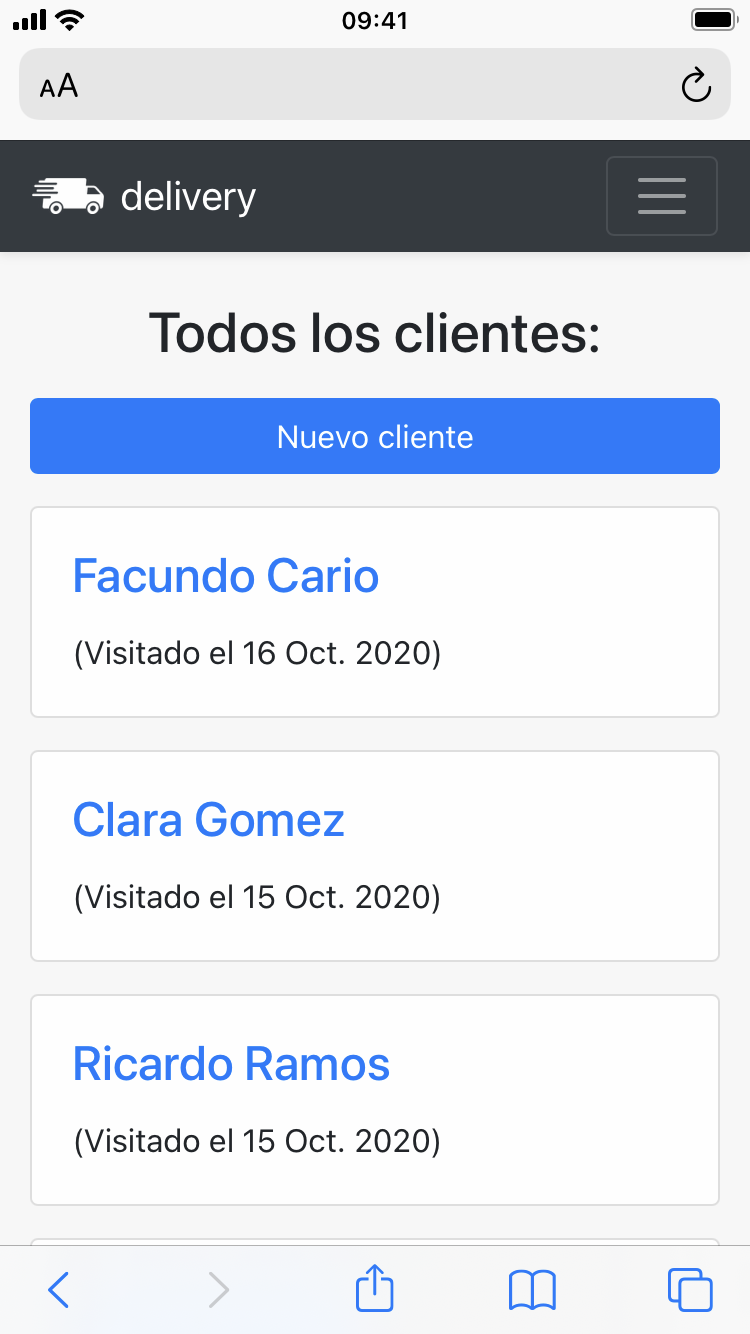 09:41
AA
delivery
Todos los clientes:
Nuevo cliente
Facundo Cario
(Visitado el 16 Oct. 2020)
Clara Gomez
(Visitado el 15 Oct. 2020)
Ricardo Ramos
(Visitado el 15 Oct. 2020)